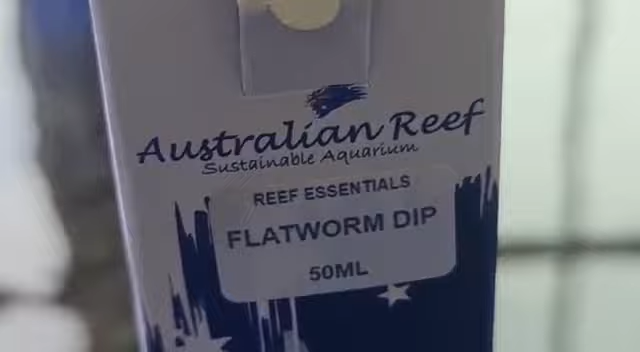 Australian Reef
Sustainable Aquarium
REEF ESSENTIALS
FLATWORM DIP
50ML